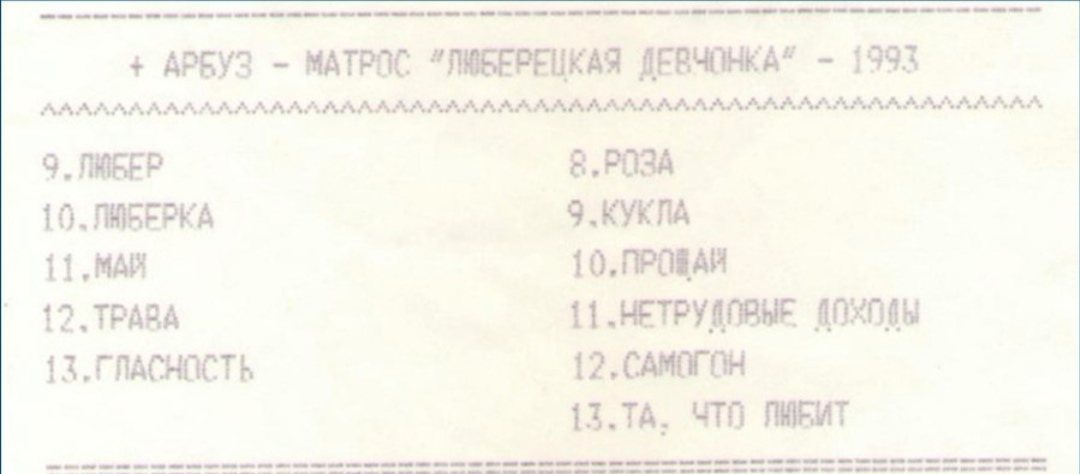 + АРБУЗ - МАТРОС "ЛЮБЕРЕЦКАЯ ДЕВЧОНКА" - 1993
9.ЛЮБЕР
10.ЛЮБЕРКА
11.МАЙ
12.ТРАВА
13.ГЛАСНОСТЬ
8.РОЗА
9.КУКЛА
10.ПРОЩАЙ
11.НЕТРУДОВЫЕ ДОХОДЫ
12.САМОГОН
13.ТА, ЧТО ЛЮБИТ